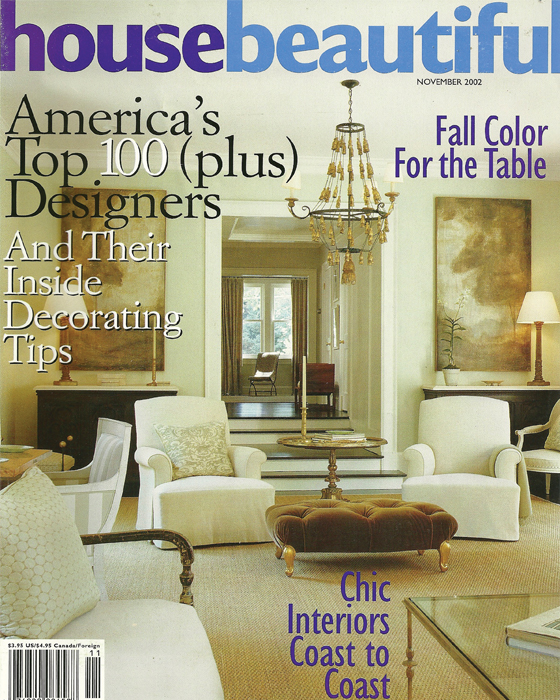 housebeautiful
NOVEMBER 2002
America's
Top 100 (plus)
Designers
And Their
Inside
Decorating
Tips
Fall Color
For the Table
Chic
Interiors
Coast to
Coast
$3.95 US/$4.95 Canada/Foreign
11